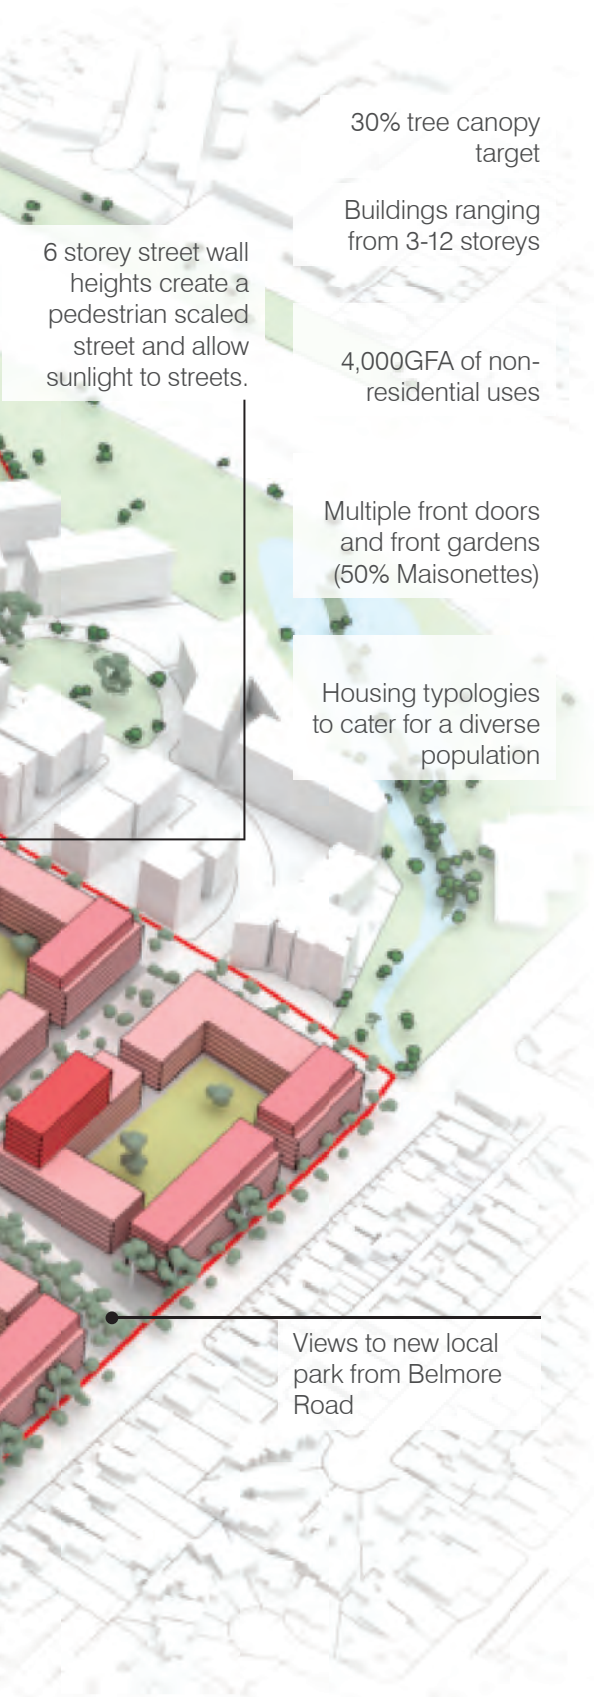 30% tree canopy
target
Buildings ranging
from 3-12 storeys
6 storey street wall
heights create a
pedestrian scaled
street and allow
sunlight to streets.
4,000GFA of non-
residential uses
Multiple front doors
and front gardens
(50% Maisonettes)
Housing typologies
to cater for a diverse
population
Views to new local
park from Belmore
Road